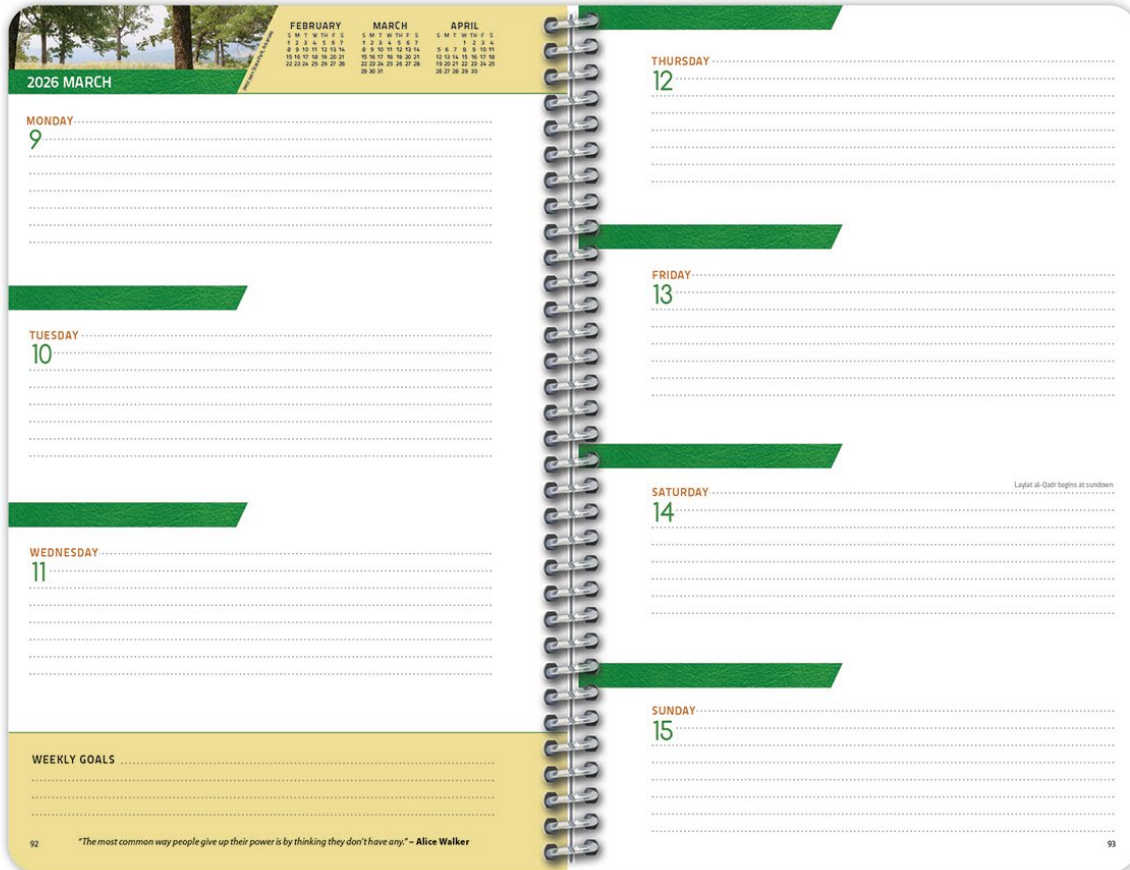 FEBRUARY
S M T W TH F S
1 2 3 4 5 6 7
8 9 10 11 12 13 14
15 16 17 18 19 20 21
22 23 24 25 26 27 28
MARCH
S M T W TH F S
1 2 3 4 5 6 7
8 9 10 11 12 13 14
15 16 17 18 19 20 21
22 23 24 25 26 27 28
29 30 31
APRIL
S M T W TH F S
1 2 3 4
5 6 7 8 9 10 11
12 13 14 15 16 17 18
19 20 21 22 23 24 25
26 27 28 29 30
2026 MARCH
MONDAY
9
TUESDAY
10
WEDNESDAY
11
WEEKLY GOALS
92
"The most common way people give up their power is by thinking they don't have any." – Alice Walker
THURSDAY
12
FRIDAY
13
Laylat al-Qadr begins at sundown
SATURDAY
14
SUNDAY
15
93